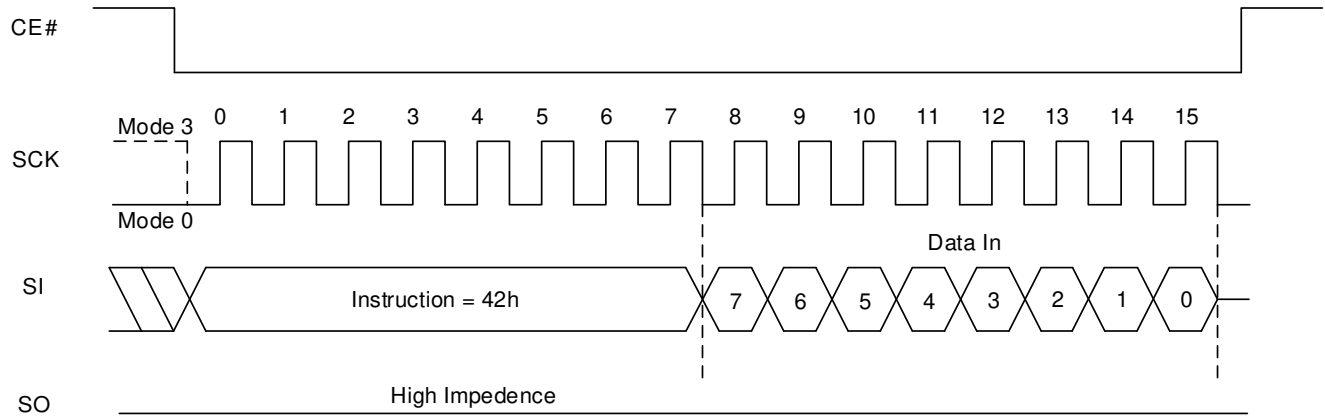 CE#
0 1 2 3 4 5 6 7 8 9 10 11 12 13 14 15
Mode 3
SCK
Mode 0
Data In
SI
Instruction = 42h
7 6 5 4 3 2 1 0
High Impedence
SO